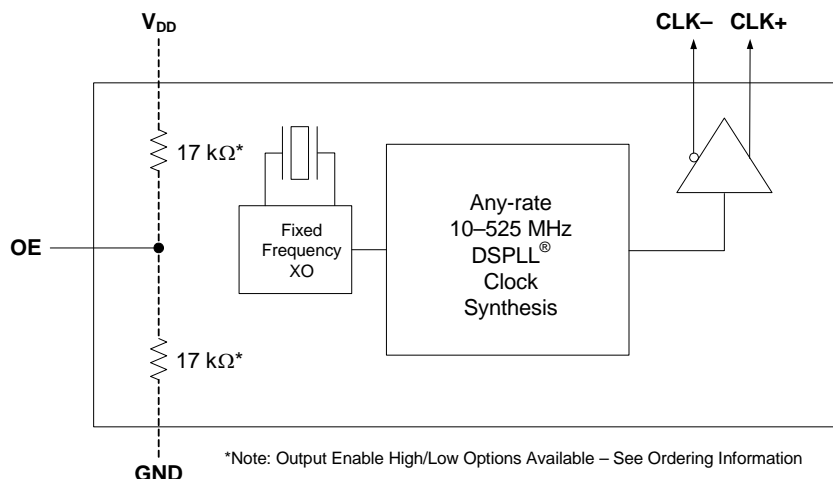 V_DD
CLK– CLK+
17 kΩ*
OE
Fixed
Frequency
XO
Any-rate
10–525 MHz
DSPLL®
Clock
Synthesis
17 kΩ*
GND
*Note: Output Enable High/Low Options Available – See Ordering Information